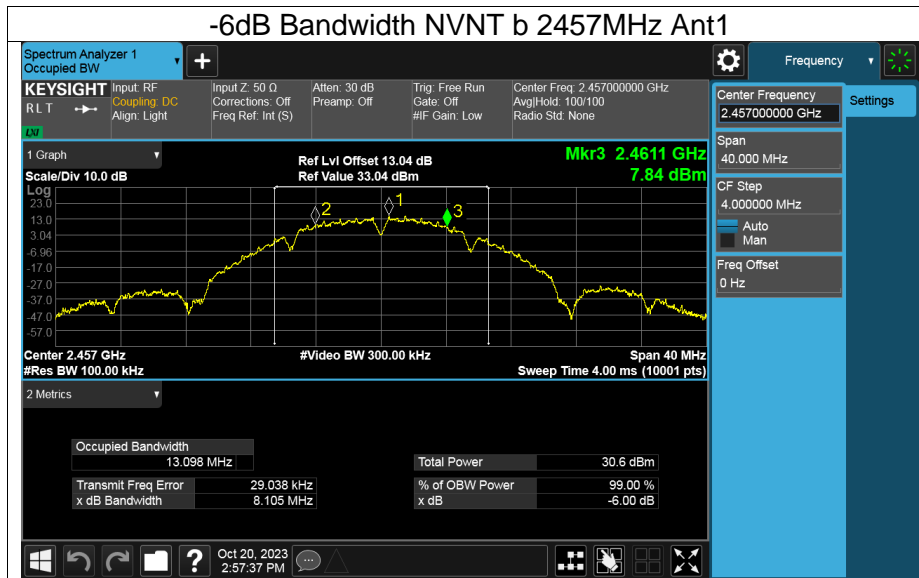 -6dB Bandwidth NVNT b 2457MHz Ant1
Spectrum Analyzer 1
Occupied BW
+
Frequency
KEYSIGHT
R L T
LXI
Input: RF
Coupling: DC
Align: Light
Input Z: 50 Ω
Corrections: Off
Freq Ref: Int (S)
Atten: 30 dB
Preamp: Off
Trig: Free Run
Gate: Off
#IF Gain: Low
Center Freq: 2.457000000 GHz
Avg|Hold: 100/100
Radio Std: None
Center Frequency
2.457000000 GHz
Settings
Span
40.000 MHz
CF Step
4.000000 MHz
Auto
Man
Freq Offset
0 Hz
1 Graph
Scale/Div 10.0 dB
Ref Lvl Offset 13.04 dB
Ref Value 33.04 dBm
Mkr3 2.4611 GHz
7.84 dBm
Log
23.0
13.0
3.04
-6.96
-17.0
-27.0
-37.0
-47.0
-57.0
2
1
3
Center 2.457 GHz
#Video BW 300.00 kHz
Span 40 MHz
#Res BW 100.00 kHz
Sweep Time 4.00 ms (10001 pts)
2 Metrics
Occupied Bandwidth
13.098 MHz
Total Power 30.6 dBm
Transmit Freq Error 29.038 kHz
% of OBW Power 99.00 %
x dB Bandwidth 8.105 MHz
x dB -6.00 dB
?
Oct 20, 2023
2:57:37 PM